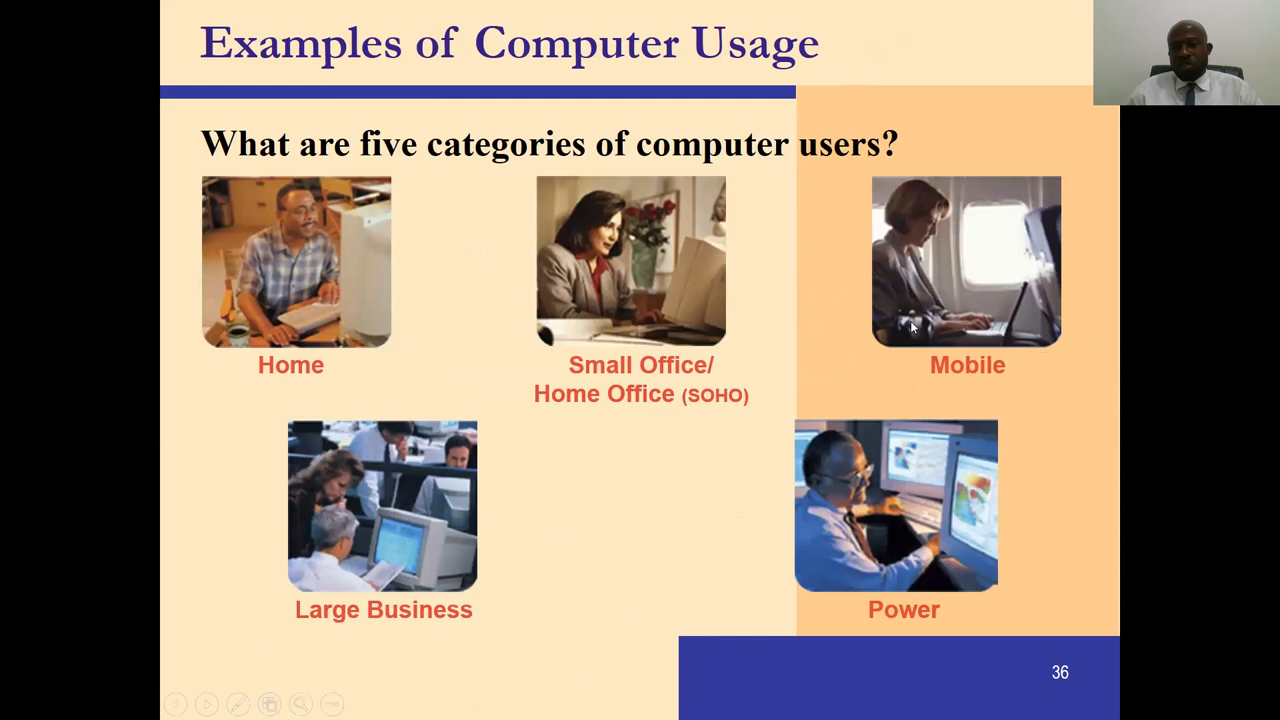 Examples of Computer Usage
What are five categories of computer users?
Home
Small Office/
Home Office (SOHO)
Mobile
Large Business
Power
36